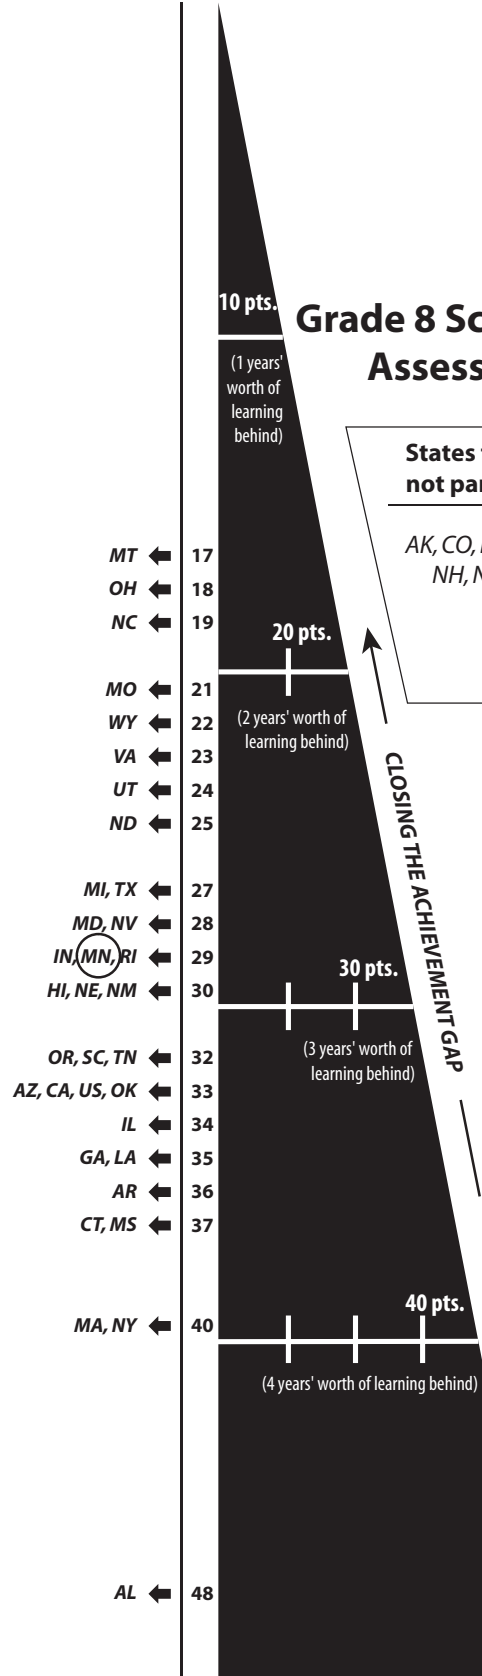 10 pts.
Grade 8 Sc
Assess
(1 years'
worth of
learning
behind)
States
not par
AK, CO,
NH, N
MT 17
OH 18
NC 19
20 pts.
MO 21
WY 22
(2 years' worth of
learning behind)
VA 23
UT 24
ND 25
CLOSING THE ACHIEVEMENT GAP
MI, TX 27
MD, NV 28
IN, MN, RI 29
30 pts.
HI, NE, NM 30
(3 years' worth of
learning behind)
OR, SC, TN 32
AZ, CA, US, OK 33
IL 34
GA, LA 35
AR 36
CT, MS 37
40 pts.
MA, NY 40
(4 years' worth of learning behind)
AL 48